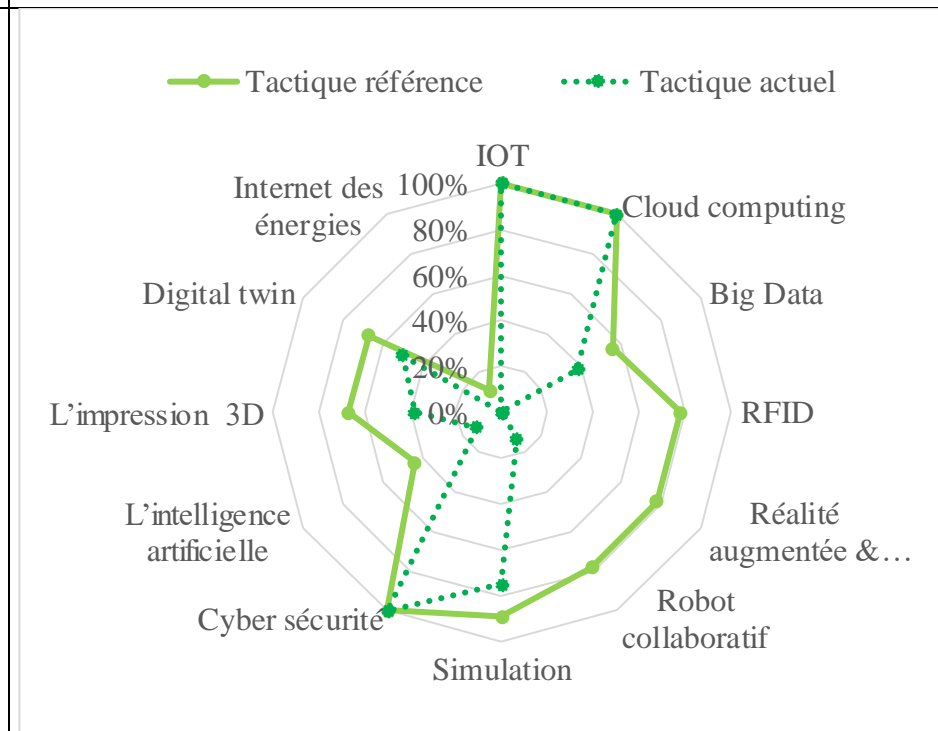 Tactique référence
Tactique actuel
IOT
Cloud computing
Big Data
RFID
Réalité
augmentée &…
Robot
collaboratif
Simulation
Cyber sécurité
L'intelligence
artificielle
L'impression 3D
Digital twin
Internet des
énergies
100%
80%
60%
40%
20%
0%